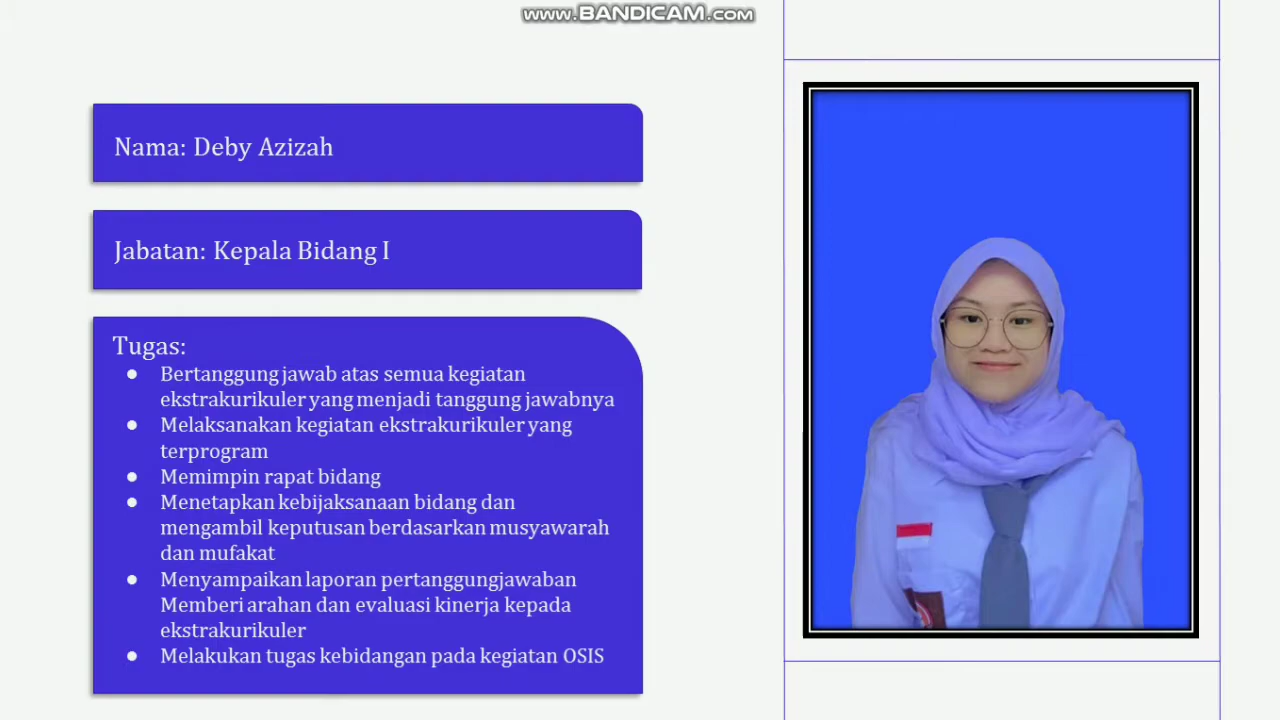 www.BANDICAM.com
Nama: Deby Azizah
Jabatan: Kepala Bidang I
Tugas:
● Bertanggung jawab atas semua kegiatan
ekstrakurikuler yang menjadi tanggung jawabnya
● Melaksanakan kegiatan ekstrakurikuler yang
terprogram
● Memimpin rapat bidang
● Menetapkan kebijaksanaan bidang dan
mengambil keputusan berdasarkan musyawarah
dan mufakat
● Menyampaikan laporan pertanggungjawaban
Memberi arahan dan evaluasi kinerja kepada
ekstrakurikuler
● Melakukan tugas kebidangan pada kegiatan OSIS